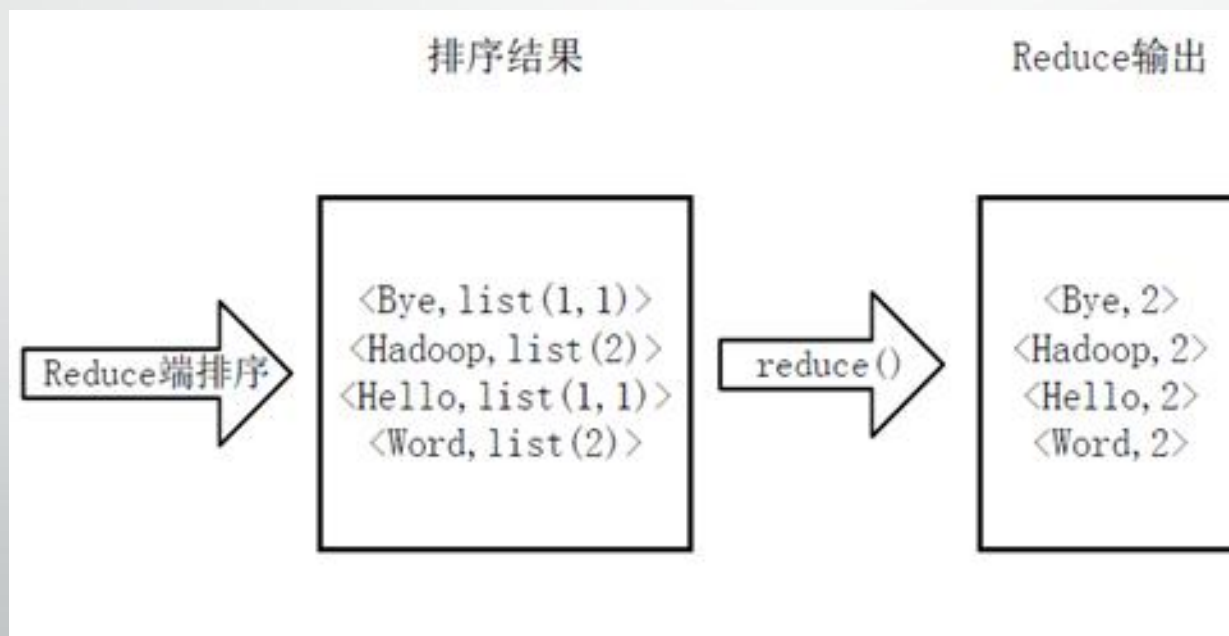 排序结果
Reduce输出
Reduce端排序
<Bye,list(1,1)>
<Hadoop,list(2)>
<Hello,list(1,1)>
<Word,list(2)>
reduce()
<Bye,2>
<Hadoop,2>
<Hello,2>
<Word,2>